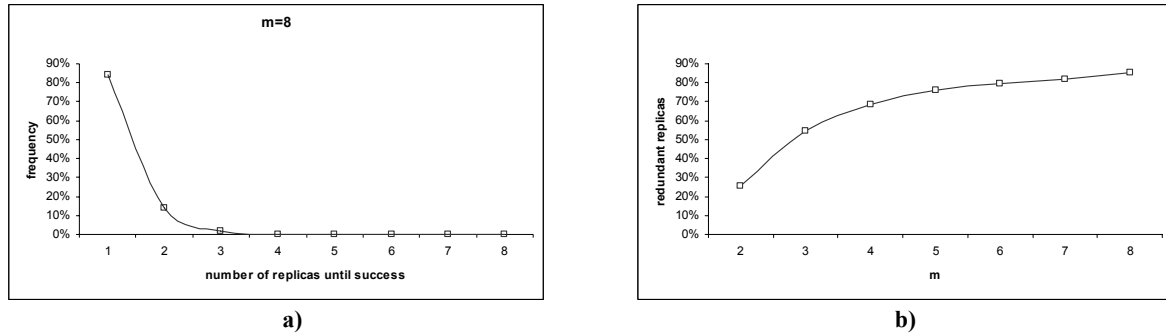 m=8
frequency
90%
80%
70%
60%
50%
40%
30%
20%
10%
0%
1 2 3 4 5 6 7 8
number of replicas until success
a)
redundant replicas
100%
90%
80%
70%
60%
50%
40%
30%
20%
10%
0%
2 3 4 5 6 7 8
m
b)